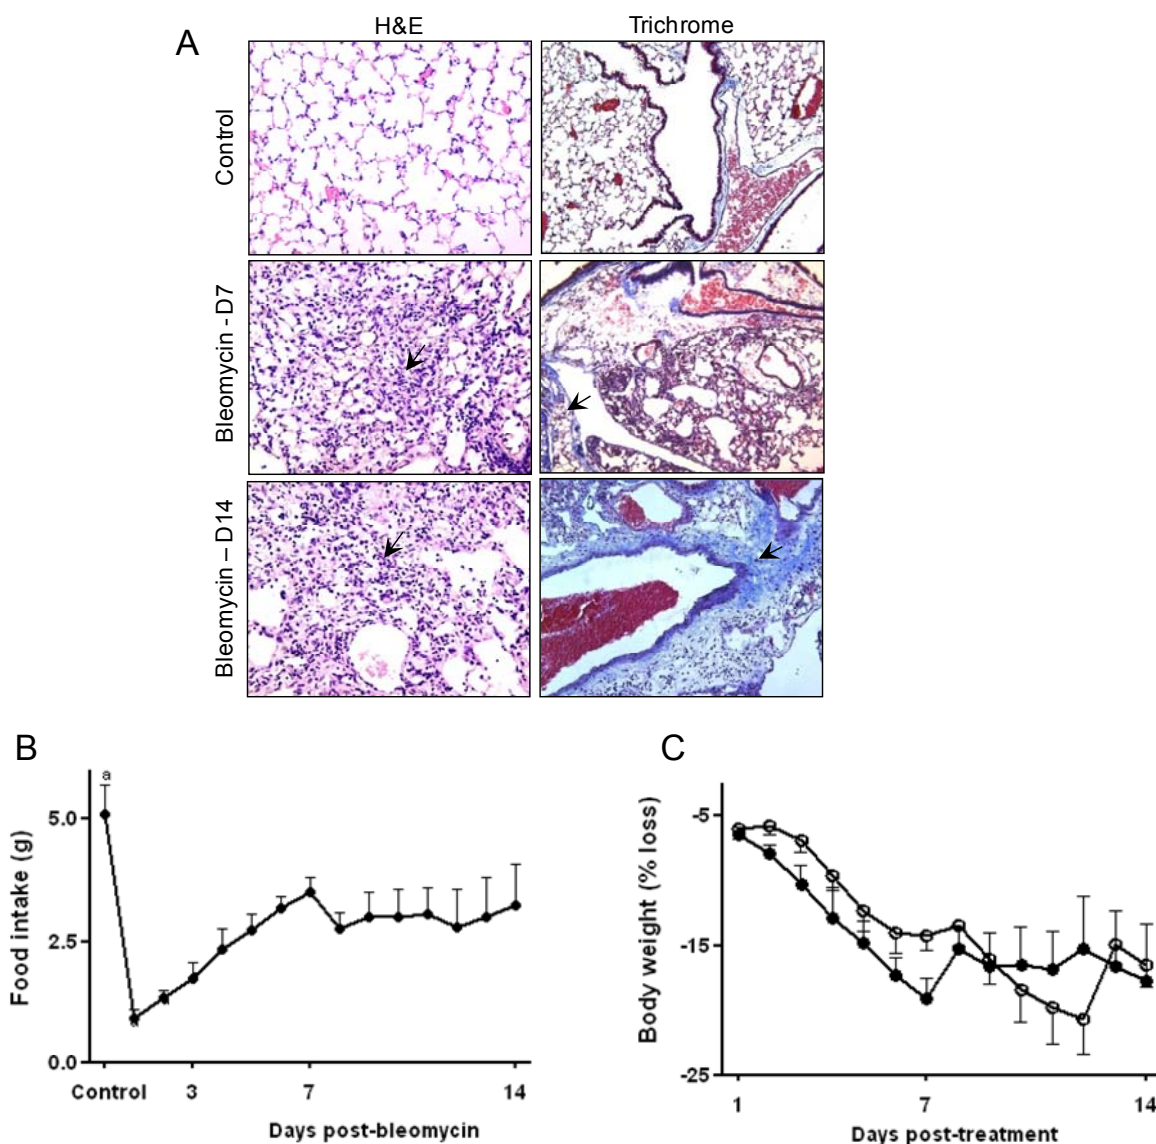 A
H&E
Trichrome
Control
Bleomycin -D7
Bleomycin – D14
B
a
Food intake (g)
5.0
2.5
0.0
Control 3 7 14
Days post-bleomycin
C
Body weight (% loss)
-5
-15
-25
1 7 14
Days post-treatment